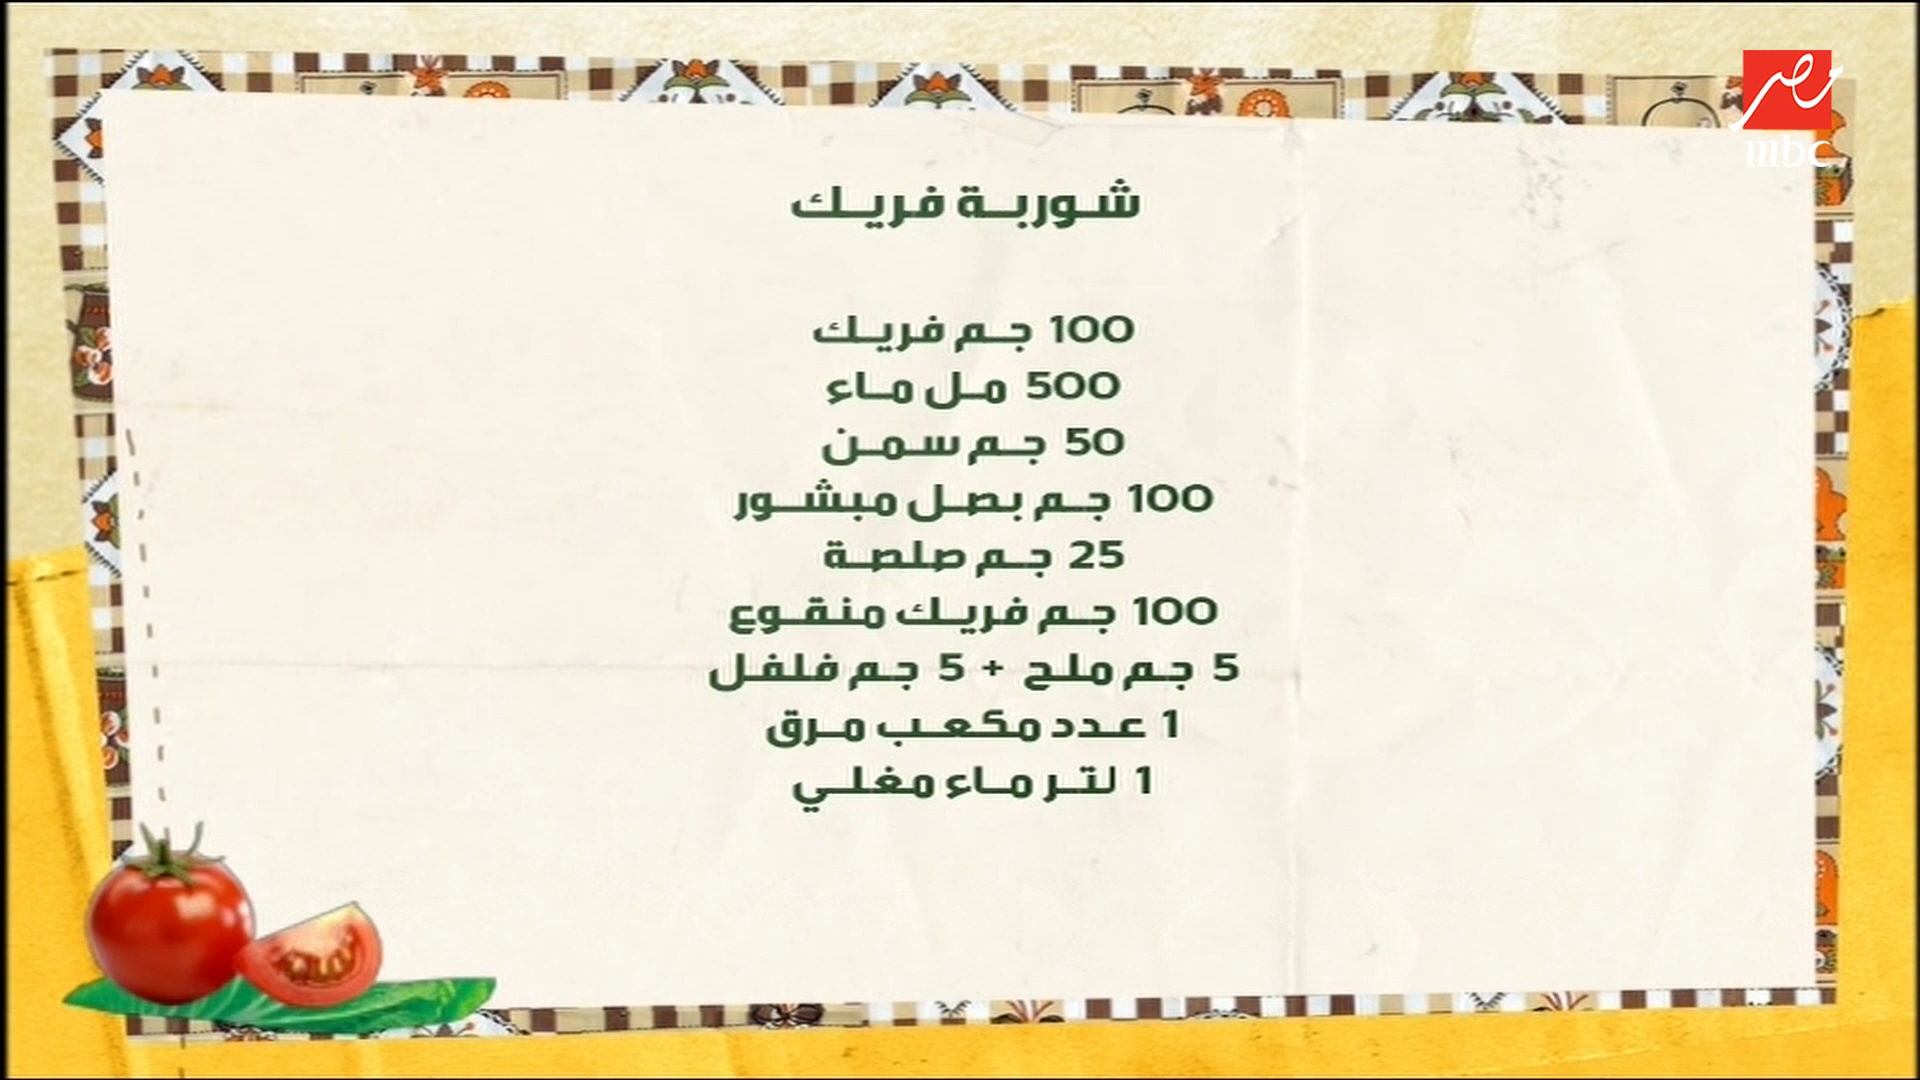 مصر
mbc
شوربة فريك
100 جم فريك
500 مل ماء
50 جم سمن
100 جم بصل مبشور
25 جم صلصة
100 جم فريك منقوع
5 جم ملح + 5 جم فلفل
1 عدد مكعب مرق
1 لتر ماء مغلي